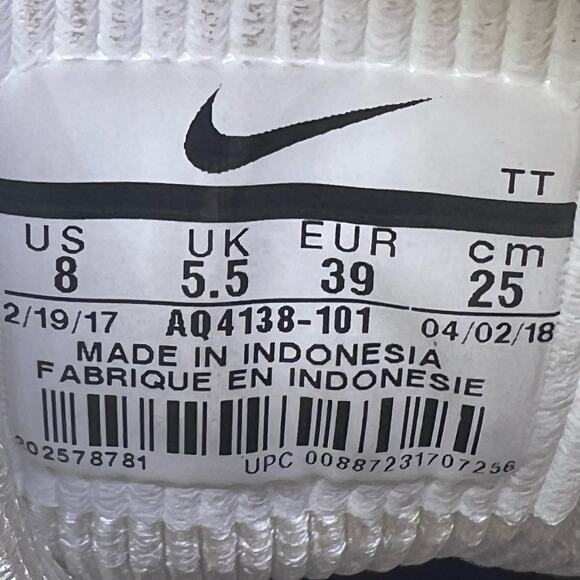 TT
US UK EUR cm
8 5.5 39 25
2/19/17 AQ4138-101 04/02/18
MADE IN INDONESIA
FABRIQUE EN INDONESIE
202578781 UPC 00887231707256